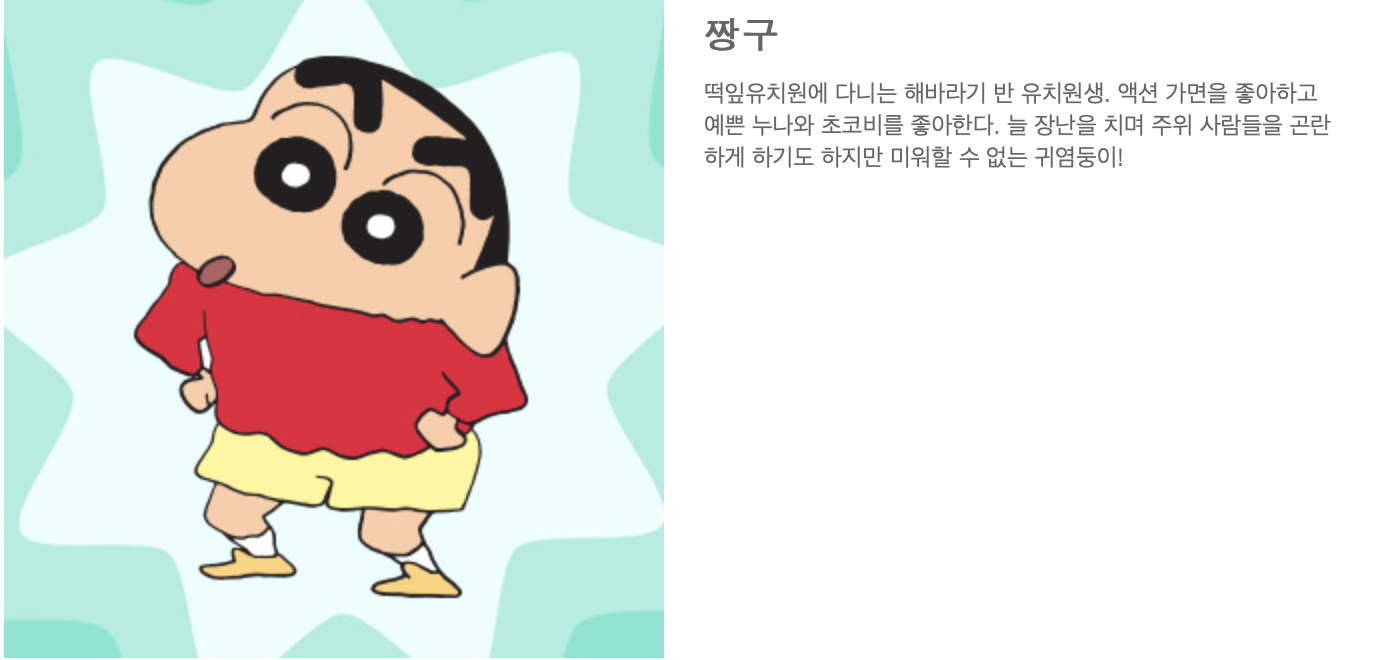 짱구
떡잎유치원에 다니는 해바라기 반 유치원생. 액션 가면을 좋아하고
예쁜 누나와 초코비를 좋아한다. 늘 장난을 치며 주위 사람들을 곤란
하게 하기도 하지만 미워할 수 없는 귀염둥이!